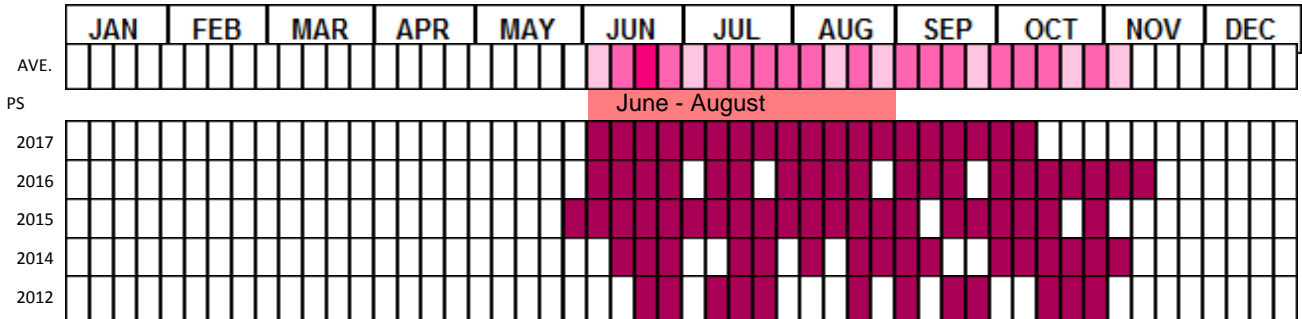 JAN FEB MAR APR MAY JUN JUL AUG SEP OCT NOV DEC
AVE.
PS June - August
2017
2016
2015
2014
2012